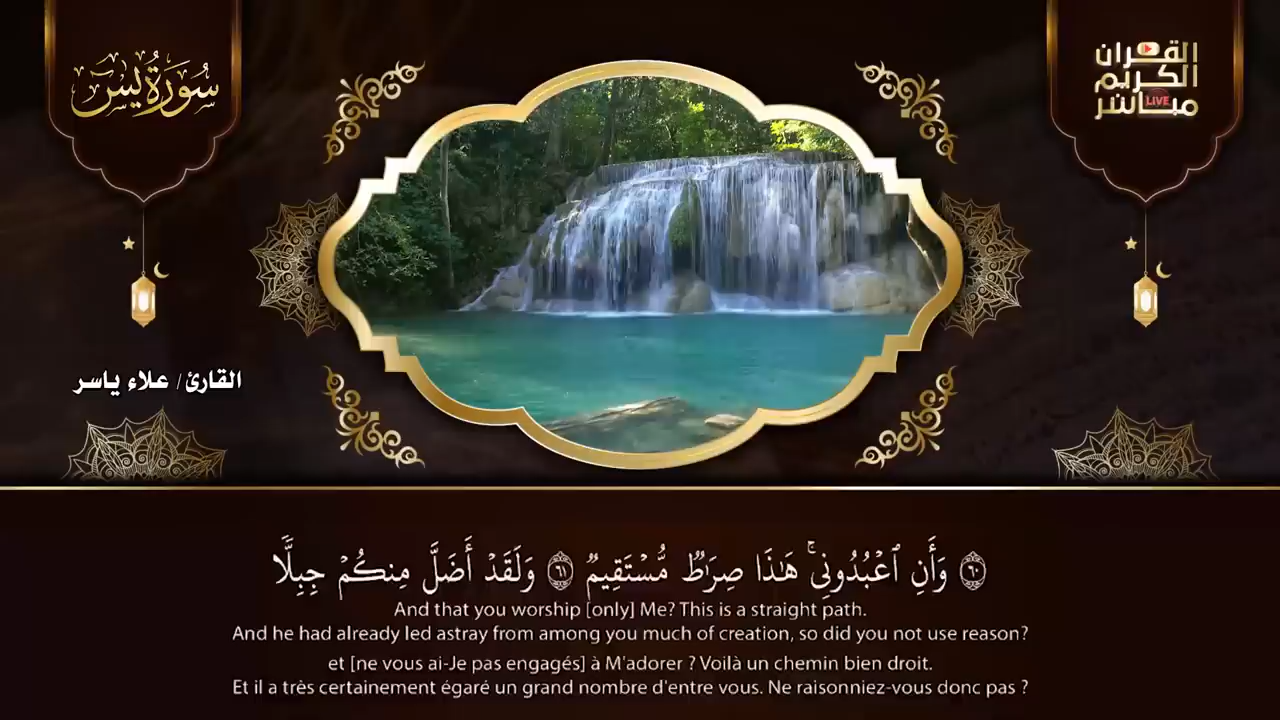 سُورَةُ يسٓ
القرآن
الكريم
مباشر
LIVE
القارئ/ علاء ياسر
۝٦٠ وَأَنِ ٱعۡبُدُونِيۚ هَٰذَا صِرَٰطٞ مُّسۡتَقِيمٞ ۝٦١ وَلَقَدۡ أَضَلَّ مِنكُمۡ جِبِلّٗا
And that you worship [only] Me? This is a straight path.
And he had already led astray from among you much of creation, so did you not use reason?
et [ne vous ai-Je pas engagés] à M'adorer ? Voilà un chemin bien droit.
Et il a très certainement égaré un grand nombre d'entre vous. Ne raisonniez-vous donc pas ?